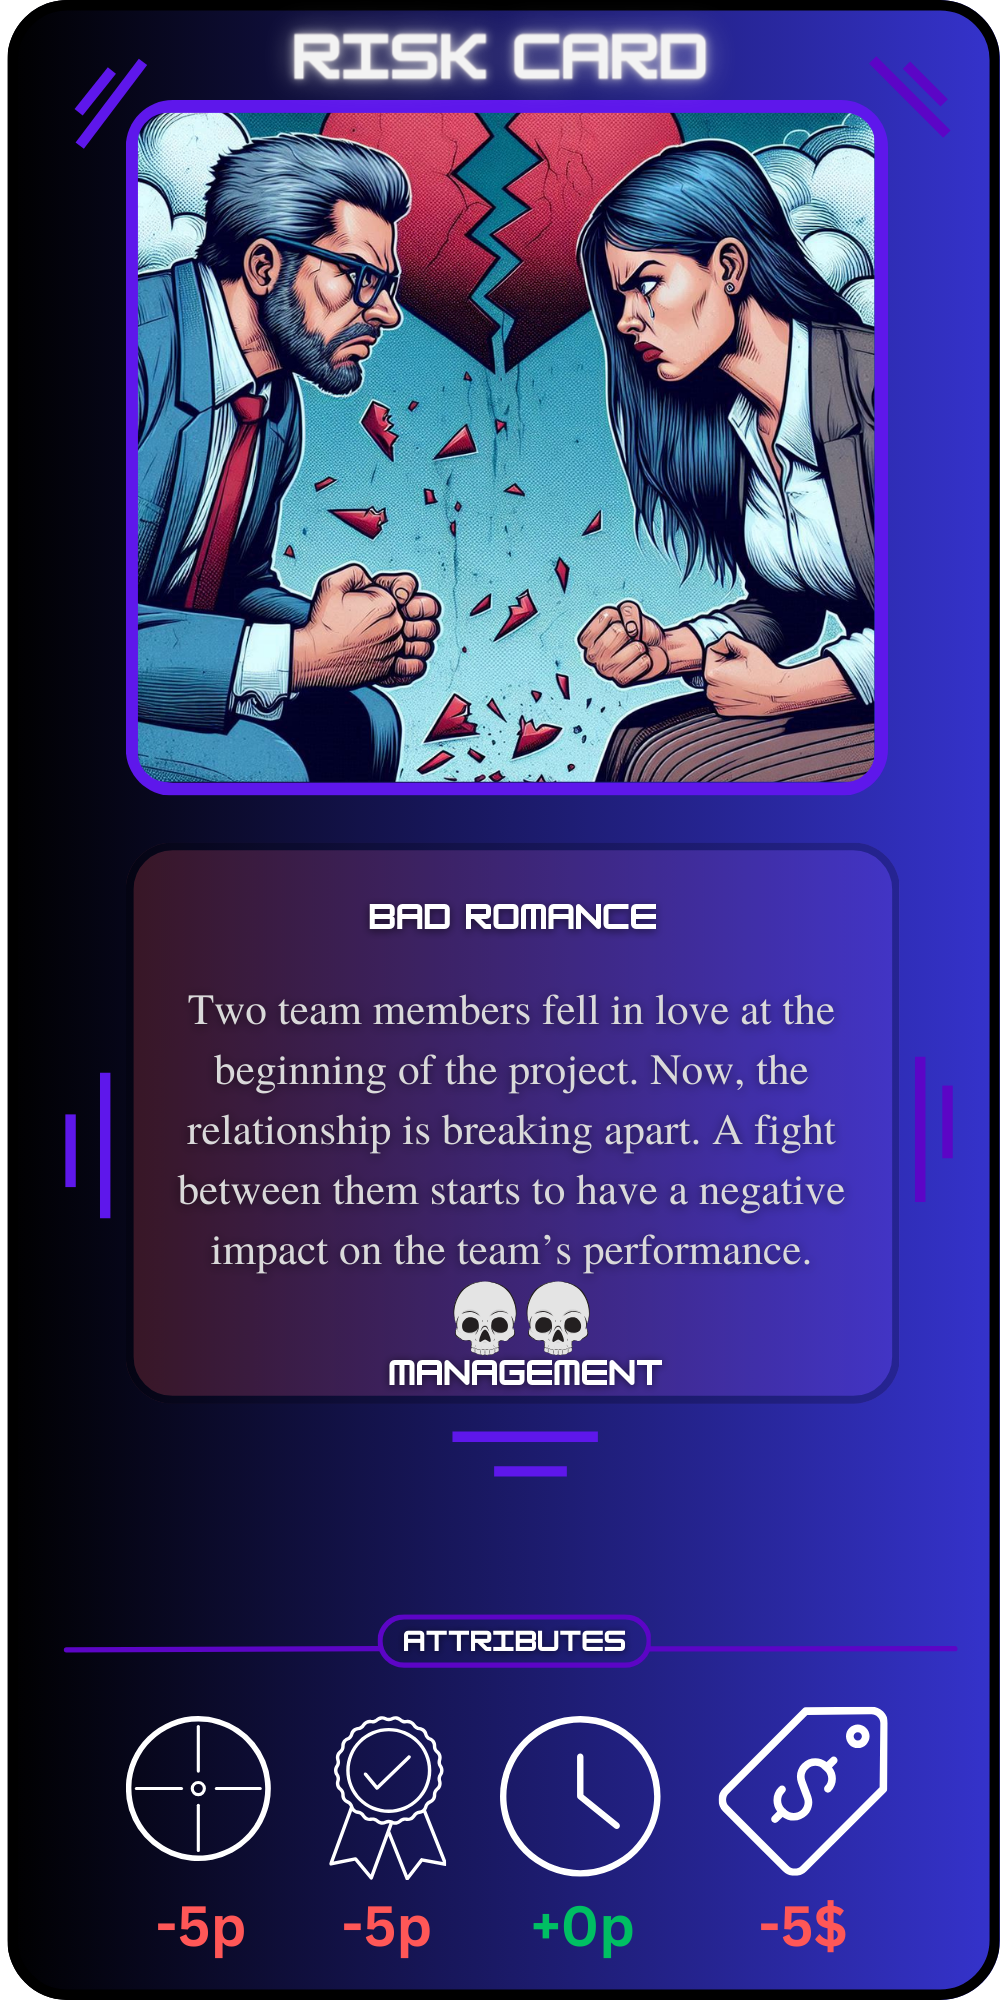 RISK CARD
BAD ROMANCE
Two team members fell in love at the
beginning of the project. Now, the
relationship is breaking apart. A fight
between them starts to have a negative
impact on the team’s performance.
MANAGEMENT
ATTRIBUTES
$
-5p -5p +0p -5$